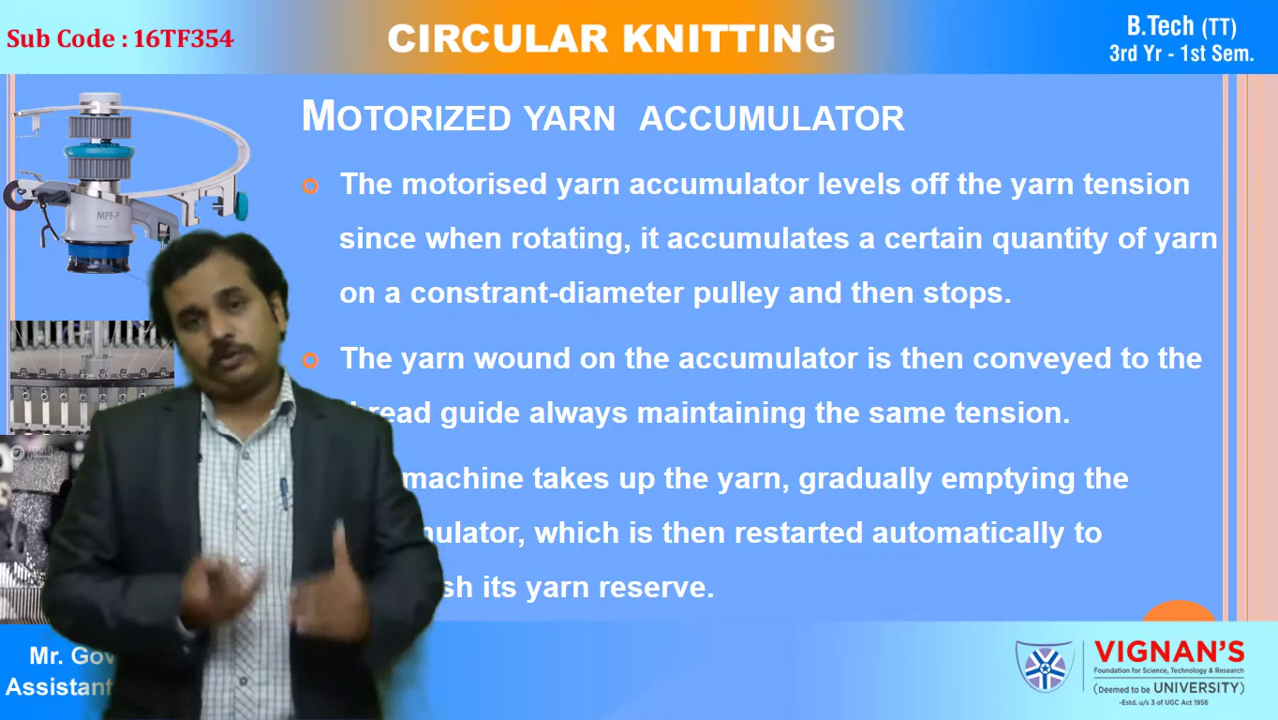 Sub Code : 16TF354
CIRCULAR KNITTING
B.Tech (TT)
3rd Yr - 1st Sem.
MOTORIZED YARN ACCUMULATOR
The motorised yarn accumulator levels off the yarn tension
since when rotating, it accumulates a certain quantity of yarn
on a constrant-diameter pulley and then stops.
The yarn wound on the accumulator is then conveyed to the
guide always maintaining the same tension.
machine takes up the yarn, gradually emptying the
which is then restarted automatically to
its yarn reserve.
MPF-P
Mr.
Assistant
VIGNAN'S
Foundation for Science, Technology & Research
(Deemed to be UNIVERSITY)
-Estd. u/s 3 of UGC Act 1956